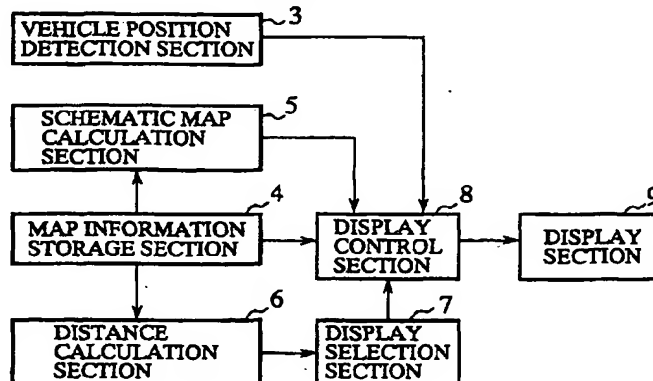 3
VEHICLE POSITION
DETECTION SECTION
5
SCHEMATIC MAP
CALCULATION
SECTION
4
MAP INFORMATION
STORAGE SECTION
8
DISPLAY
CONTROL
SECTION
9
DISPLAY
SECTION
6
DISTANCE
CALCULATION
SECTION
7
DISPLAY
SELECTION
SECTION